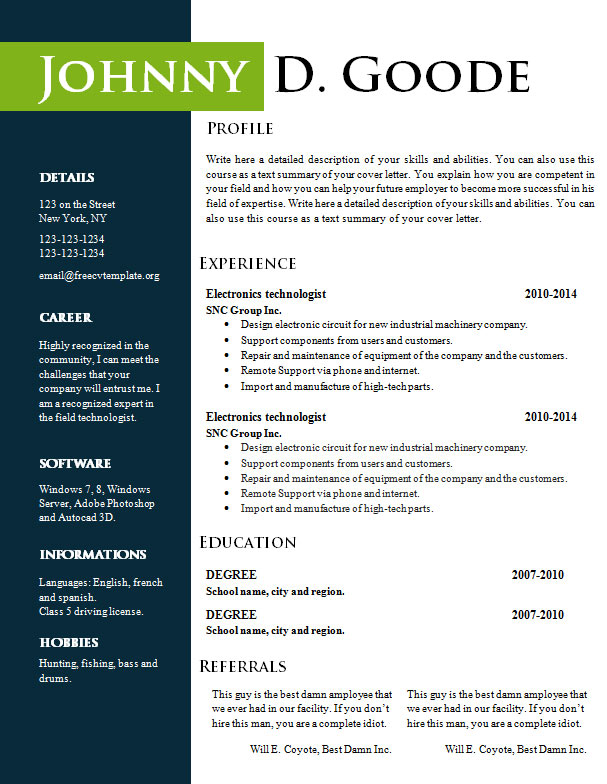 Johnny D. Goode
DETAILS
123 on the Street
New York, NY
123-123-1234
123-123-1234
email@freecvtemplate.org
CAREER
Highly recognized in the
community, I can meet the
challenges that your
company will entrust me. I
am a recognized expert in
the field technologist.
SOFTWARE
Windows 7, 8, Windows
Server, Adobe Photoshop
and Autocad 3D.
INFORMATIONS
Languages: English, french
and spanish.
Class 5 driving license.
HOBBIES
Hunting, fishing, bass and
drums.
Profile
Write here a detailed description of your skills and abilities. You can also use this
course as a text summary of your cover letter. You explain how you are competent in
your field and how you can help your future employer to become more successful in his
field of expertise. Write here a detailed description of your skills and abilities. You can
also use this course as a text summary of your cover letter.
Experience
Electronics technologist 2010-2014
SNC Group Inc.
• Design electronic circuit for new industrial machinery company.
• Support components from users and customers.
• Repair and maintenance of equipment of the company and the customers.
• Remote Support via phone and internet.
• Import and manufacture of high-tech parts.
Electronics technologist 2010-2014
SNC Group Inc.
• Design electronic circuit for new industrial machinery company.
• Support components from users and customers.
• Repair and maintenance of equipment of the company and the customers.
• Remote Support via phone and internet.
• Import and manufacture of high-tech parts.
Education
DEGREE 2007-2010
School name, city and region.
DEGREE 2007-2010
School name, city and region.
Referrals
This guy is the best damn amployee that
we ever had in our facility. If you don't
hire this man, you are a complete idiot.
Will E. Coyote, Best Damn Inc.
This guy is the best damn amployee that
we ever had in our facility. If you don't
hire this man, you are a complete idiot.
Will E. Coyote, Best Damn Inc.